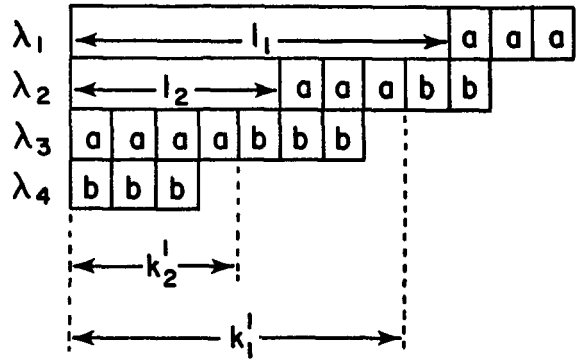 λ₁ l₁ a a a
λ₂ l₂ a a a b b
λ₃ a a a a b b b
λ₄ b b b
k'₂
k'₁